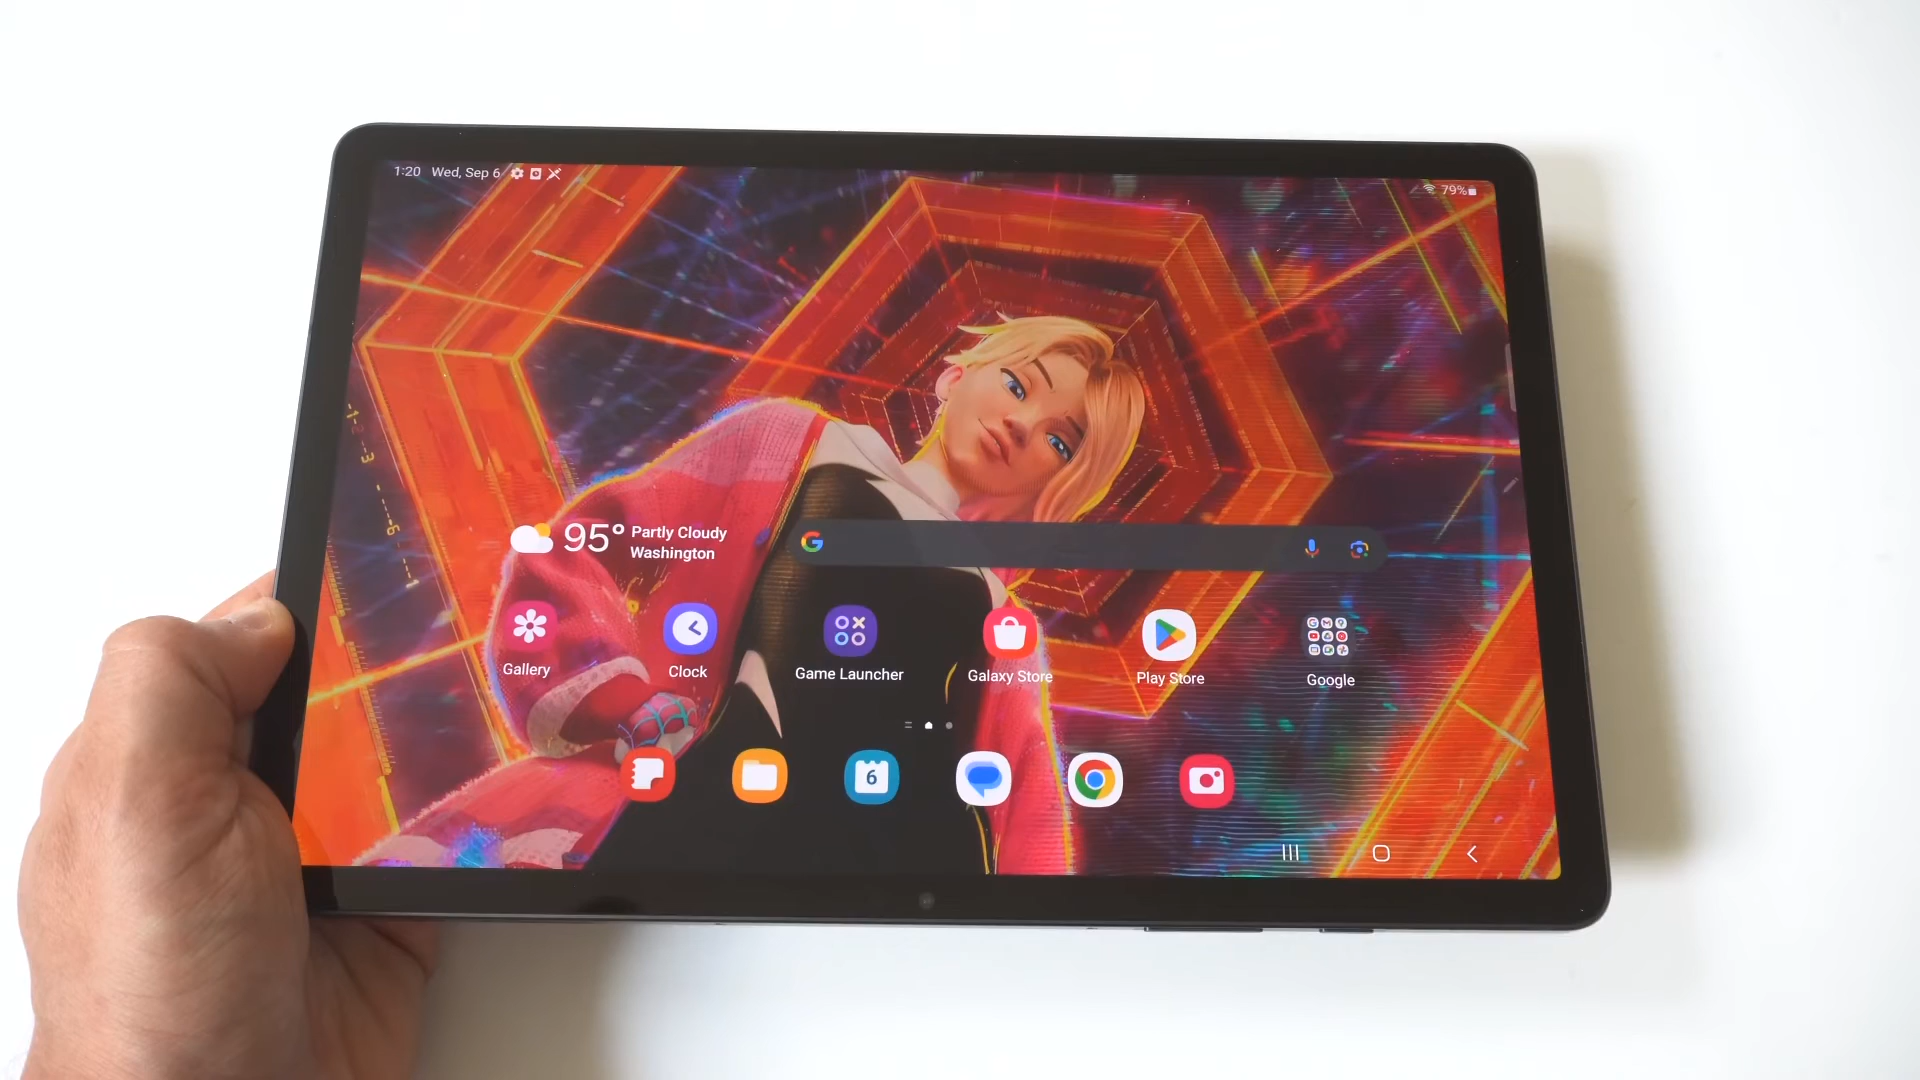 1:20 Wed, Sep 6
79%
95° Partly Cloudy
Washington
Gallery
Clock
Game Launcher
Galaxy Store
Play Store
Google
6